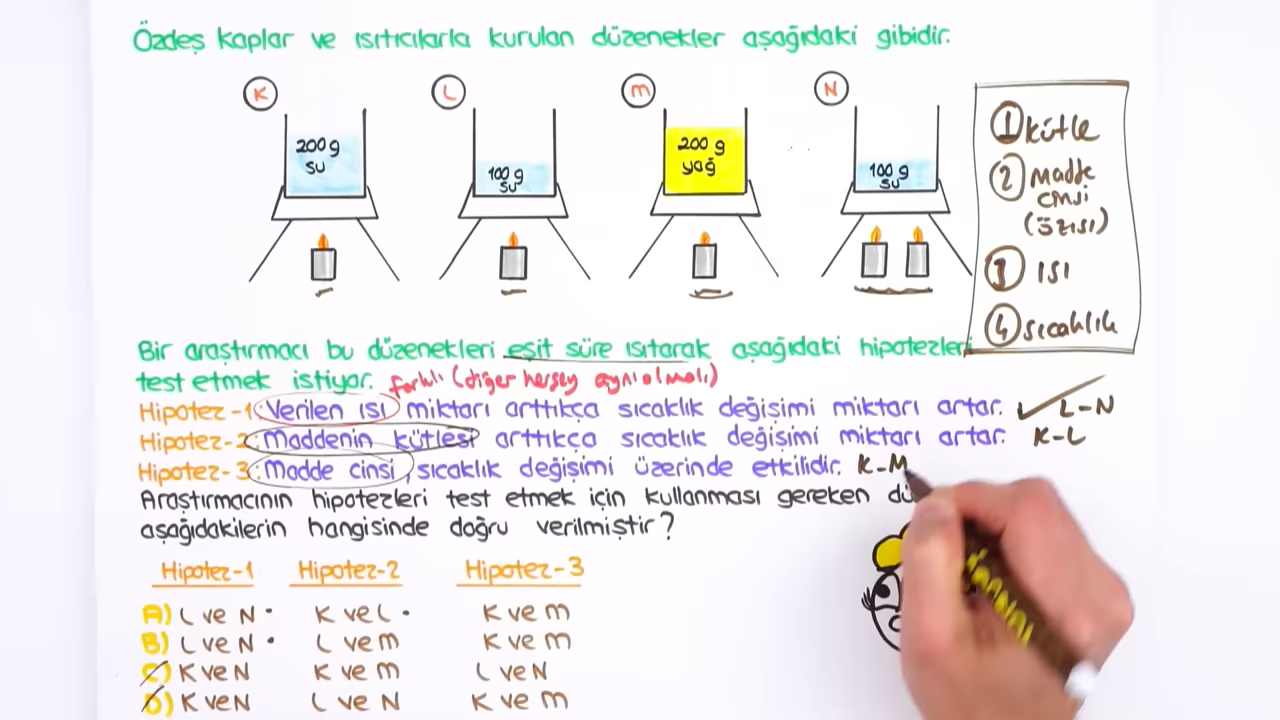 Özdeş kaplar ve ısıtıcılarla kurulan düzenekler aşağıdaki gibidir.
K
L
M
N
200 g
su
100 g
su
200 g
yağ
100 g
su
1 kütle
2 Madde
cinsi
(özısı)
3 ısı
4 sıcaklık
Bir araştırmacı bu düzenekleri eşit süre ısıtarak aşağıdaki hipotezleri
test etmek istiyor. farklı (diğer herşey aynı olmalı)
Hipotez-1: Verilen ısı miktarı arttıkça sıcaklık değişimi miktarı artar. L-N
Hipotez-2: Maddenin kütlesi arttıkça sıcaklık değişimi miktarı artar. K-L
Hipotez-3: Madde cinsi, sıcaklık değişimi üzerinde etkilidir. K-M
Araştırmacının hipotezleri test etmek için kullanması gereken
aşağıdakilerin hangisinde doğru verilmiştir?
Hipotez-1 Hipotez-2 Hipotez-3
A) L ve N K ve L K ve M
B) L ve N L ve M K ve M
C) K ve N K ve M L ve N
D) K ve N L ve N K ve M